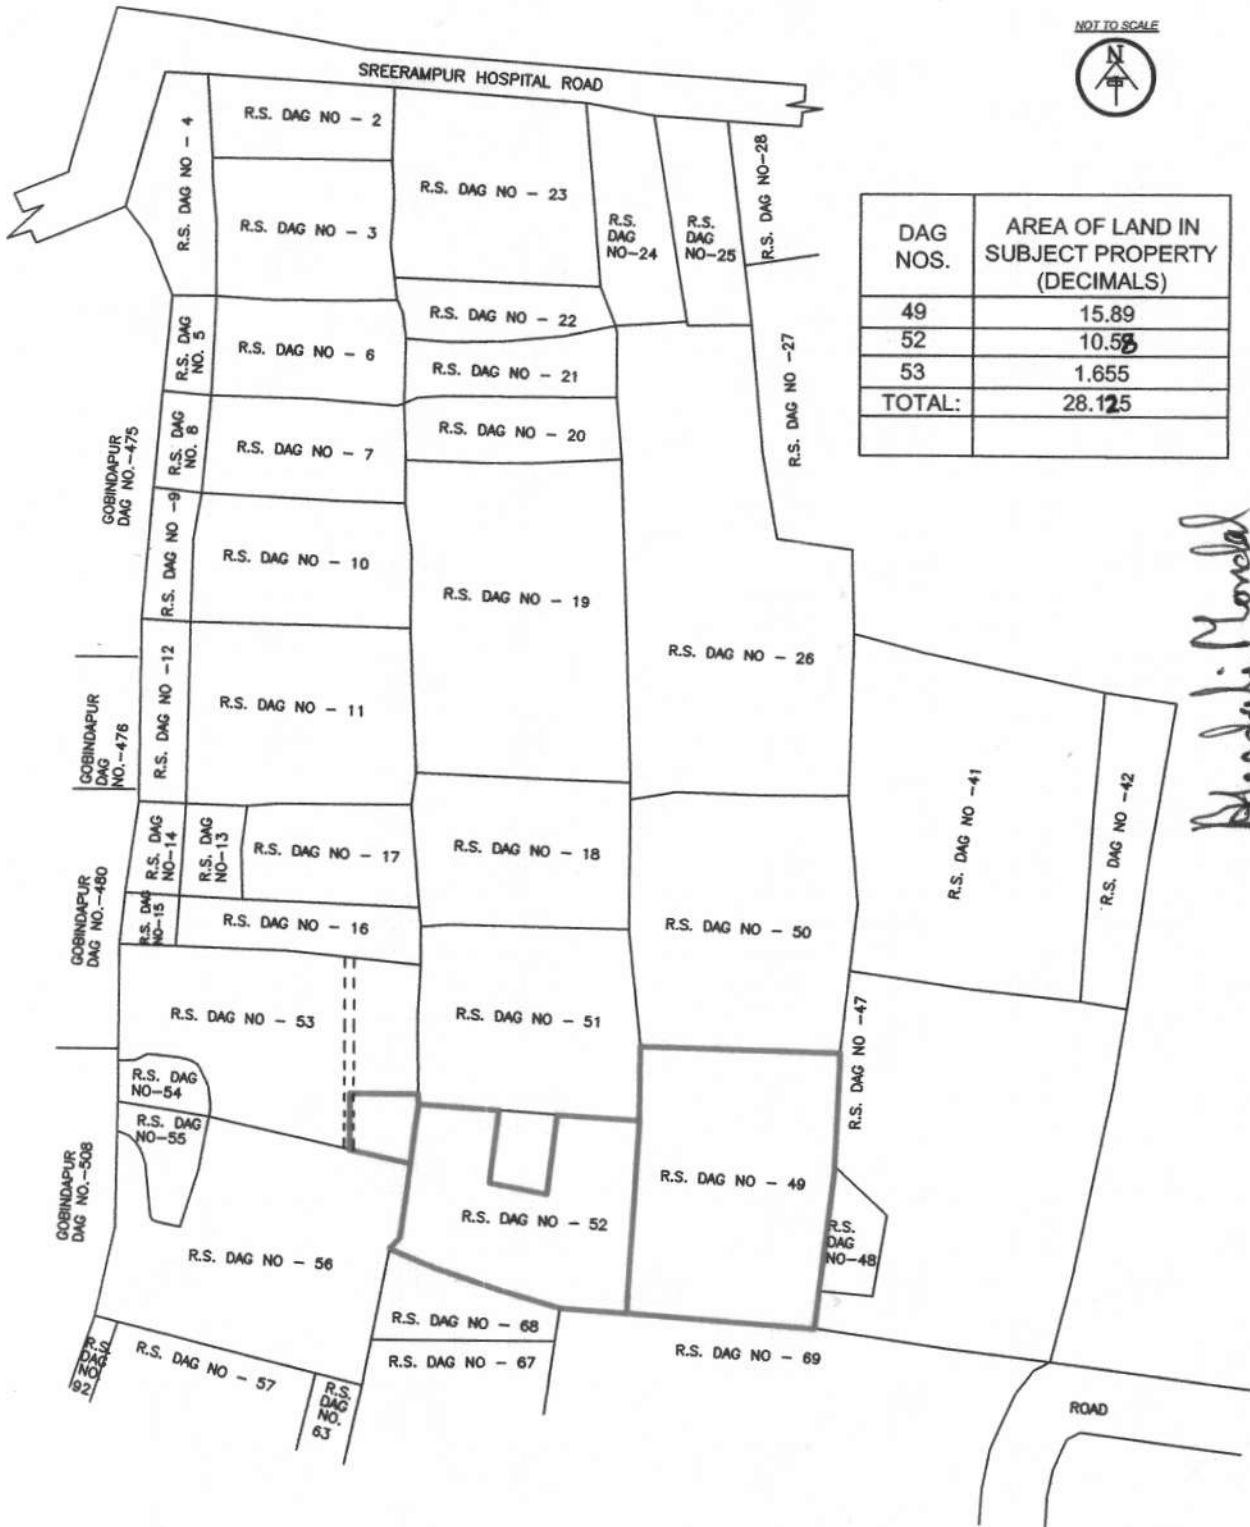 NOT TO SCALE
N
SREERAMPUR HOSPITAL ROAD
R.S. DAG NO - 4
R.S. DAG NO - 2
R.S. DAG NO - 3
R.S. DAG NO - 23
R.S.
DAG
NO-24
R.S.
DAG
NO-25
R.S. DAG NO-28
DAG
NOS.
AREA OF LAND IN
SUBJECT PROPERTY
(DECIMALS)
49 15.89
52 10.58
53 1.655
TOTAL: 28.125
R.S. DAG
NO. 5
R.S. DAG NO - 6
R.S. DAG NO - 22
R.S. DAG NO - 21
R.S. DAG NO -27
GOBINDAPUR
DAG NO.-475
R.S. DAG
NO. 8
R.S. DAG NO - 7
R.S. DAG NO - 20
R.S. DAG NO -9
R.S. DAG NO - 10
R.S. DAG NO - 19
R.S. DAG NO - 26
GOBINDAPUR
DAG
NO.-476
R.S. DAG NO -12
R.S. DAG NO - 11
R.S. DAG NO -41
R.S. DAG NO -42
Mondal
GOBINDAPUR
DAG NO.-480
R.S. DAG
NO-14
R.S. DAG
NO-13
R.S. DAG NO - 17
R.S. DAG NO - 18
R.S. DAG
NO-15
R.S. DAG NO - 16
R.S. DAG NO - 50
R.S. DAG NO - 53
R.S. DAG NO - 51
R.S. DAG NO -47
R.S. DAG
NO-54
R.S. DAG
NO-55
GOBINDAPUR
DAG NO.-508
R.S. DAG NO - 49
R.S. DAG NO - 52
R.S.
DAG
NO-48
R.S. DAG NO - 56
R.S. DAG NO - 68
R.S. DAG NO - 67
R.S. DAG NO - 69
R.S.
DAG
NO.
92
R.S. DAG NO - 57
R.S.
DAG
NO.
63
ROAD